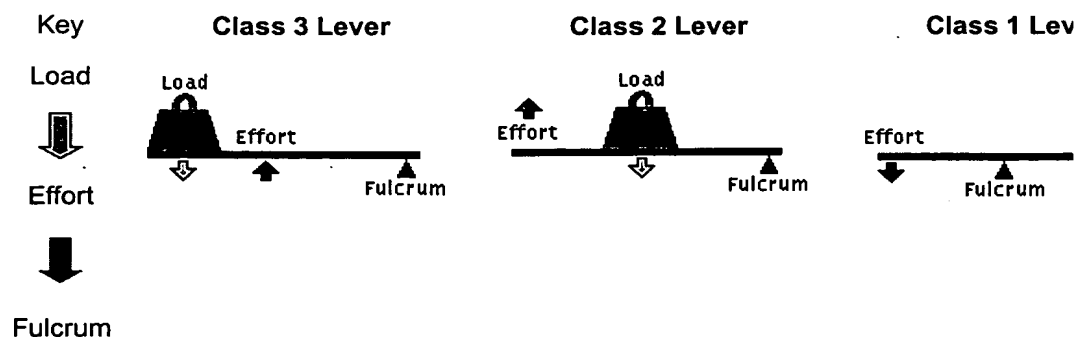 Key
Class 3 Lever
Class 2 Lever
Class 1 Lev
Load
Load
Load
Effort
Effort
Effort
Fulcrum
Fulcrum
Fulcrum
Effort
Fulcrum